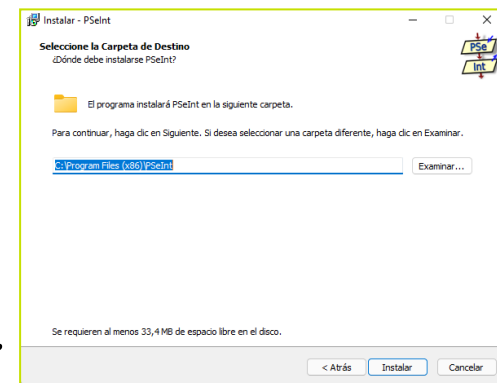 Instalar - PSeInt
Seleccione la Carpeta de Destino
¿Dónde debe instalarse PSeInt?
PSe
Int
El programa instalará PSeInt en la siguiente carpeta.
Para continuar, haga clic en Siguiente. Si desea seleccionar una carpeta diferente, haga clic en Examinar.
C:\Program Files (x86)\PSeInt
Examinar...
Se requieren al menos 33,4 MB de espacio libre en el disco.
< Atrás
Instalar
Cancelar